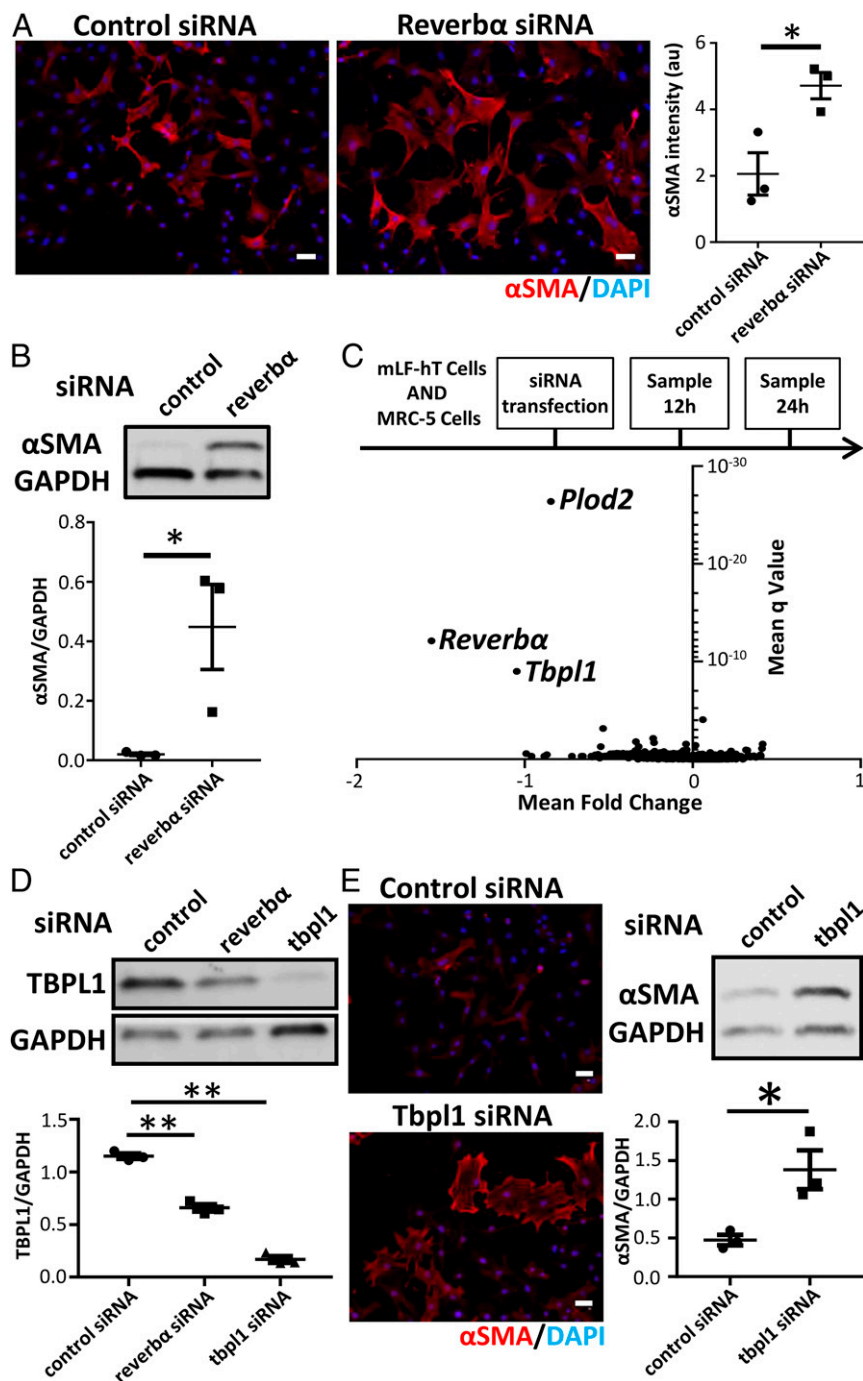 A
Control siRNA
Reverbα siRNA
αSMA/DAPI
αSMA intensity (au)
6
4
2
0
*
control siRNA
reverbα siRNA
B
siRNA
control
reverbα
αSMA
GAPDH
αSMA/GAPDH
0.8
0.6
0.4
0.2
0.0
*
control siRNA
reverbα siRNA
C
mLF-hT Cells
AND
MRC-5 Cells
siRNA
transfection
Sample
12h
Sample
24h
Plod2
Reverbα
Tbpl1
10-30
10-20
10-10
Mean q Value
-2
-1
0
1
Mean Fold Change
D
siRNA
control
reverbα
tbpl1
TBPL1
GAPDH
TBPL1/GAPDH
1.5
1.0
0.5
0.0
**
**
control siRNA
reverbα siRNA
tbpl1 siRNA
E
Control siRNA
Tbpl1 siRNA
αSMA/DAPI
siRNA
control
tbpl1
αSMA
GAPDH
αSMA/GAPDH
2.0
1.5
1.0
0.5
0.0
*
control siRNA
tbpl1 siRNA